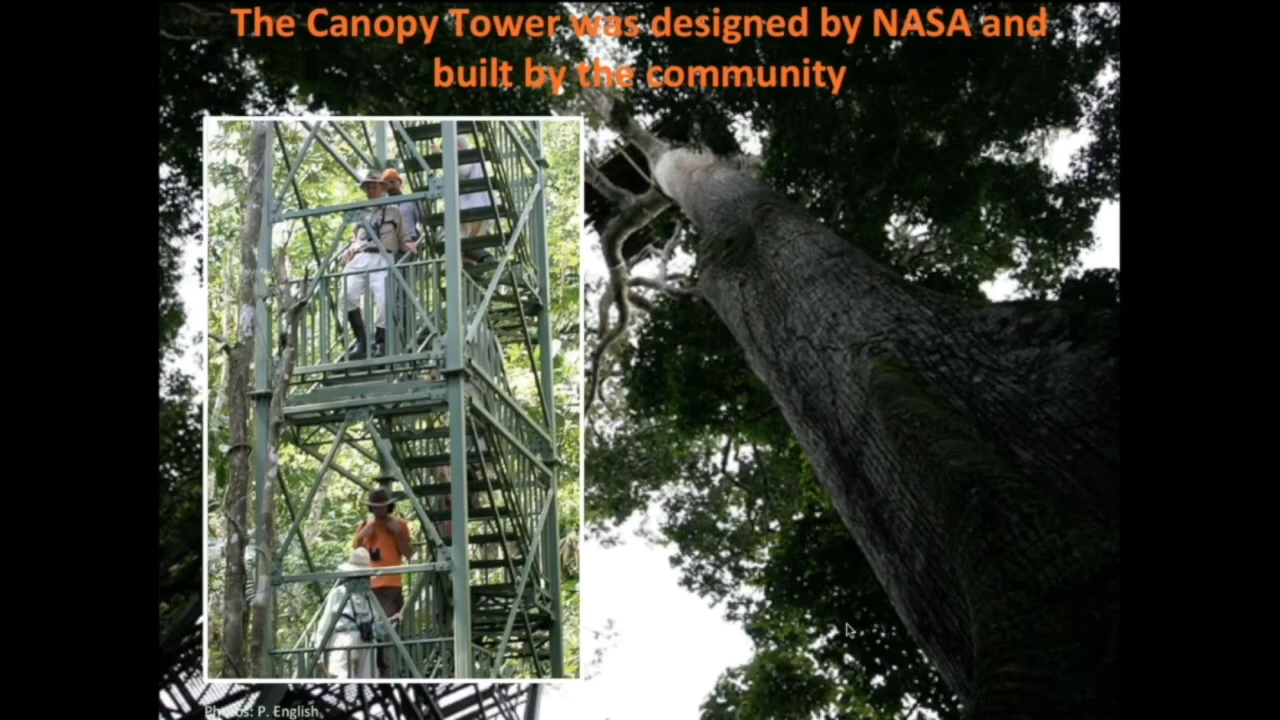 The Canopy Tower was designed by NASA and
built by the community
Photos: P. English